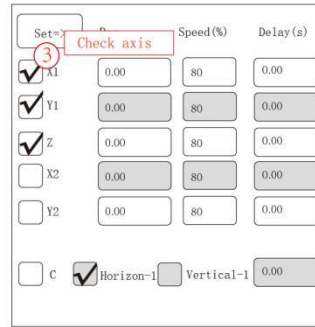 Set=> Speed(%) Delay(s)
3 Check axis
X1 0.00 80 0.00
Y1 0.00 80 0.00
Z 0.00 80 0.00
X2 0.00 80 0.00
Y2 0.00 80 0.00
C Horizon-1 Vertical-1 0.00